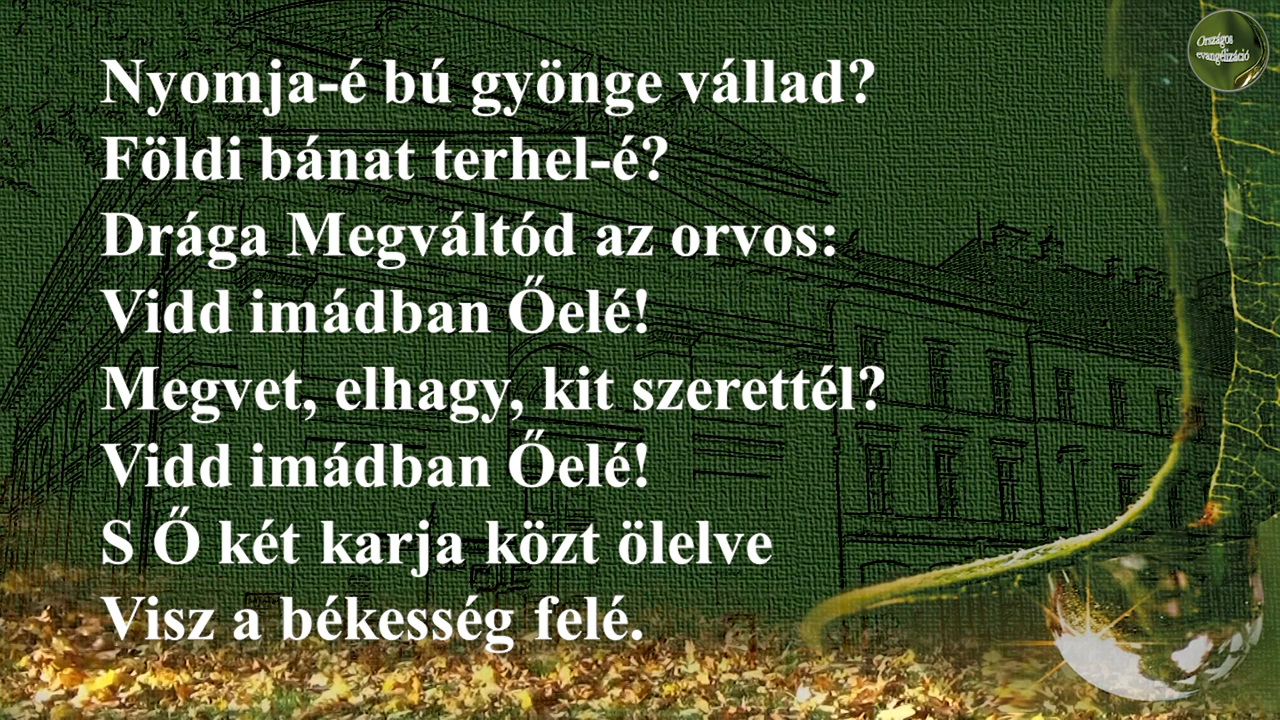 Országos
evangélizáció
Nyomja-é bú gyönge vállad?
Földi bánat terhel-é?
Drága Megváltód az orvos:
Vidd imádban Őelé!
Megvet, elhagy, kit szerettél?
Vidd imádban Őelé!
S Ő két karja közt ölelve
Visz a békesség felé.